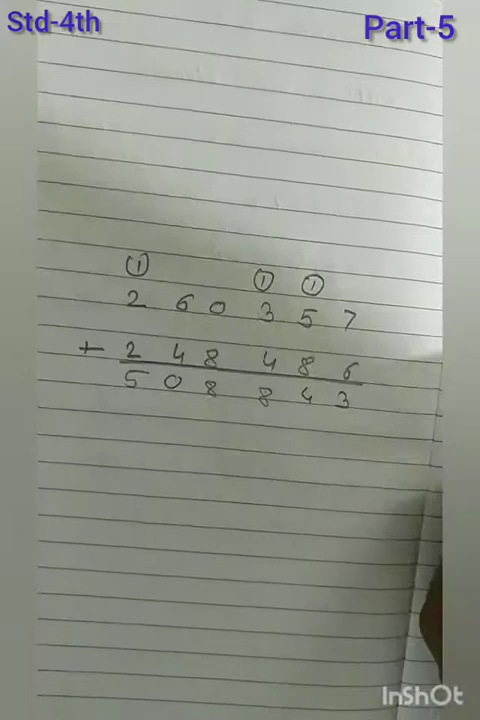 Std-4th
Part-5
① ① ①
2 6 0 3 5 7
+ 2 4 8 4 8 6
5 0 8 8 4 3
InShOt